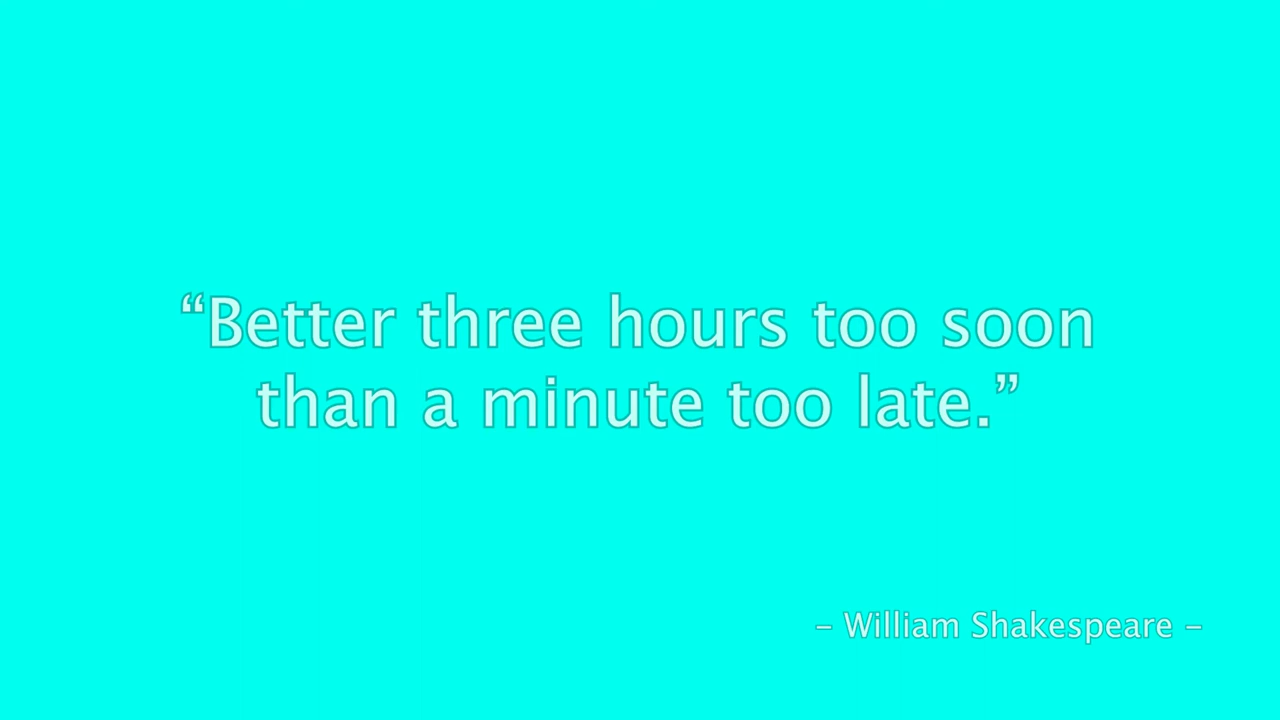 “Better three hours too soon
than a minute too late.”
– William Shakespeare –